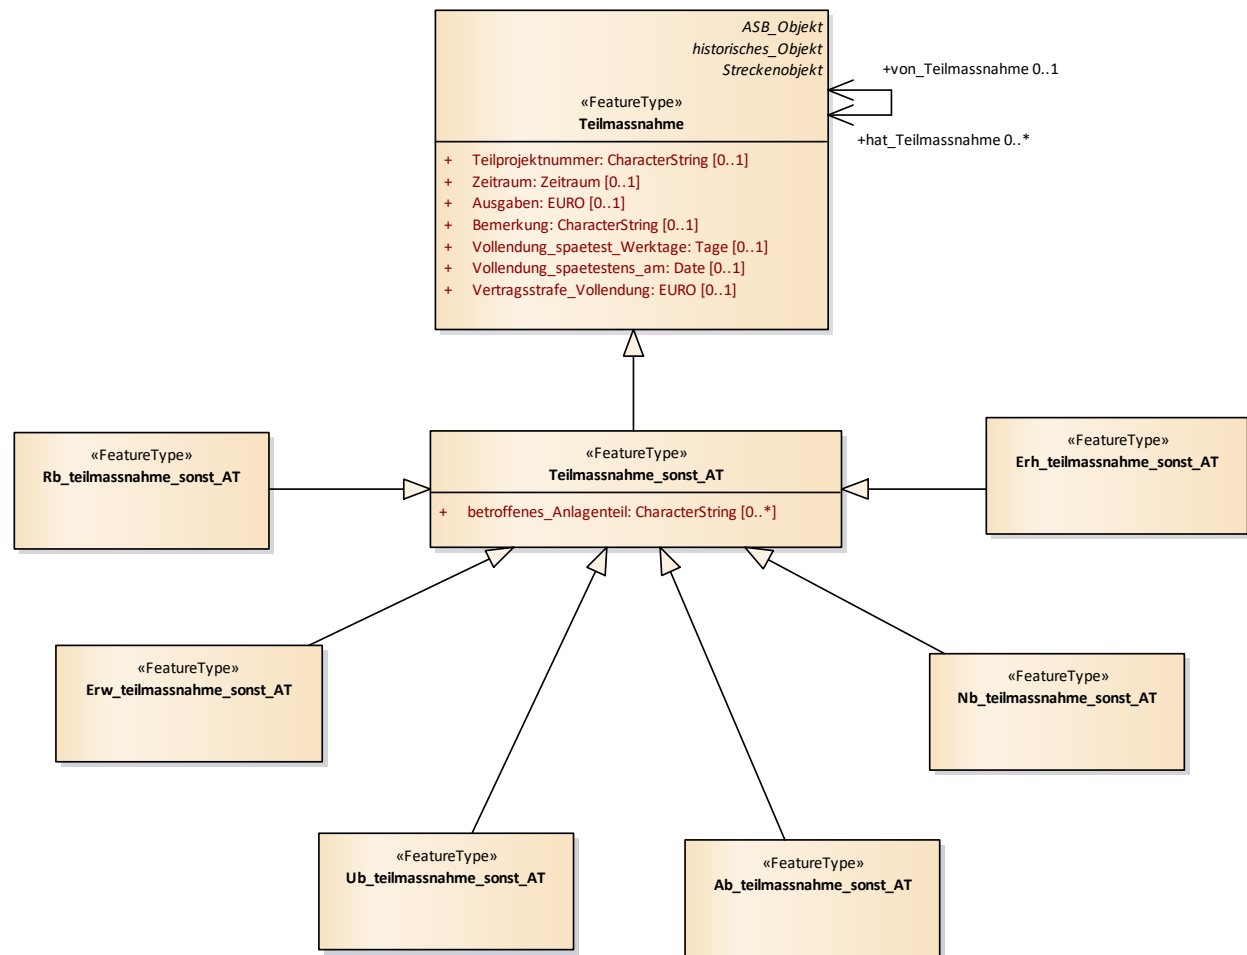 ASB_Objekt
historisches_Objekt
Streckenobjekt
«FeatureType»
Teilmassnahme
+ Teilprojektnummer: CharacterString [0..1]
+ Zeitraum: Zeitraum [0..1]
+ Ausgaben: EURO [0..1]
+ Bemerkung: CharacterString [0..1]
+ Vollendung_spaetest_Werktage: Tage [0..1]
+ Vollendung_spaetestens_am: Date [0..1]
+ Vertragsstrafe_Vollendung: EURO [0..1]
+von_Teilmassnahme 0..1
+hat_Teilmassnahme 0..*
«FeatureType»
Rb_teilmassnahme_sonst_AT
«FeatureType»
Teilmassnahme_sonst_AT
+ betroffenes_Anlagenteil: CharacterString [0..*]
«FeatureType»
Erh_teilmassnahme_sonst_AT
«FeatureType»
Erw_teilmassnahme_sonst_AT
«FeatureType»
Nb_teilmassnahme_sonst_AT
«FeatureType»
Ub_teilmassnahme_sonst_AT
«FeatureType»
Ab_teilmassnahme_sonst_AT